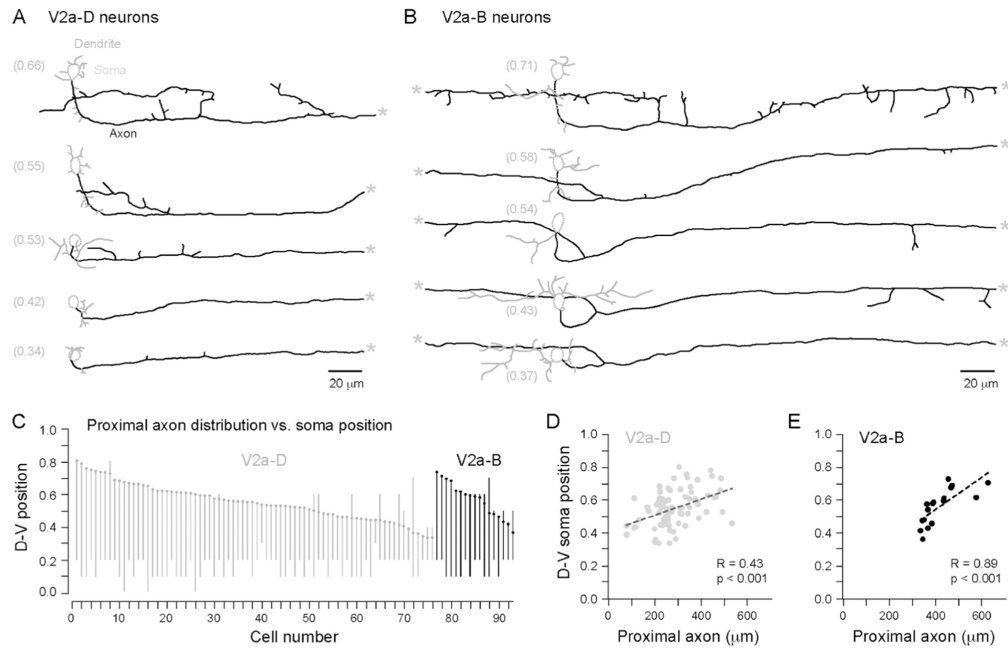 A V2a-D neurons
Dendrite
(0.66)
Soma
*
Axon
(0.55)
*
(0.53)
*
(0.42)
*
(0.34)
*
20 μm
B V2a-B neurons
(0.71)
* *
(0.58)
* *
(0.54)
* *
* *
(0.43)
* *
(0.37)
20 μm
C Proximal axon distribution vs. soma position
V2a-D V2a-B
D-V position
1.0
0.8
0.6
0.4
0.2
0.0
0 10 20 30 40 50 60 70 80 90
Cell number
D V2a-D
D-V soma position
1.0
0.8
0.6
0.4
0.2
0.0
R = 0.43
p < 0.001
0 200 400 600
Proximal axon (μm)
E V2a-B
1.0
0.8
0.6
0.4
0.2
0.0
R = 0.89
p < 0.001
0 200 400 600
Proximal axon (μm)